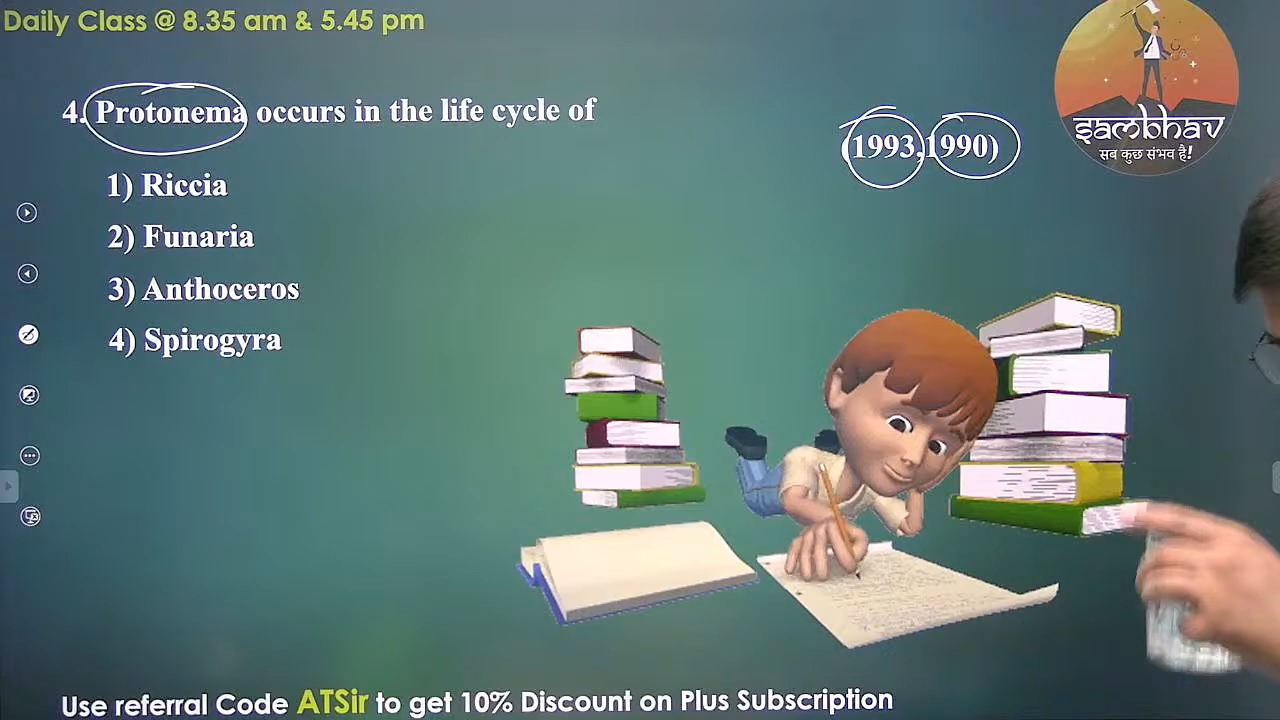 Daily Class @ 8.35 am & 5.45 pm
4. Protonema occurs in the life cycle of
(1993,1990)
1) Riccia
2) Funaria
3) Anthoceros
4) Spirogyra
sambhav
सब कुछ संभव है!
Use referral Code ATSir to get 10% Discount on Plus Subscription